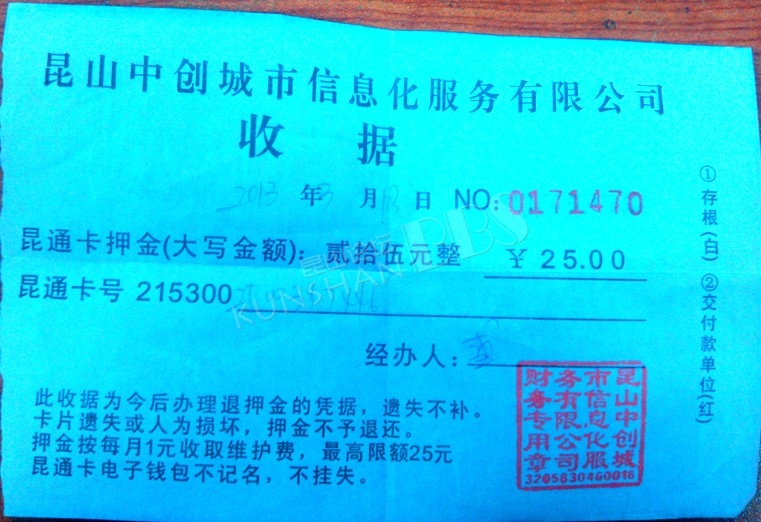 昆山中创城市信息化服务有限公司
收 据
2013 年 3 月 18 日 NO:0171470
昆通卡押金(大写金额): 贰拾伍元整 ¥ 25.00
昆通卡号 215300
经办人:
此收据为今后办理退押金的凭据，遗失不补。
卡片遗失或人为损坏，押金不予退还。
押金按每月1元收取维护费，最高限额25元
昆通卡电子钱包不记名，不挂失。
①存根(白) ②交付款单位(红)
昆山中创城
市信息化服
务有限公司
财务专用章
3205830460016
KUNSHAN BBS